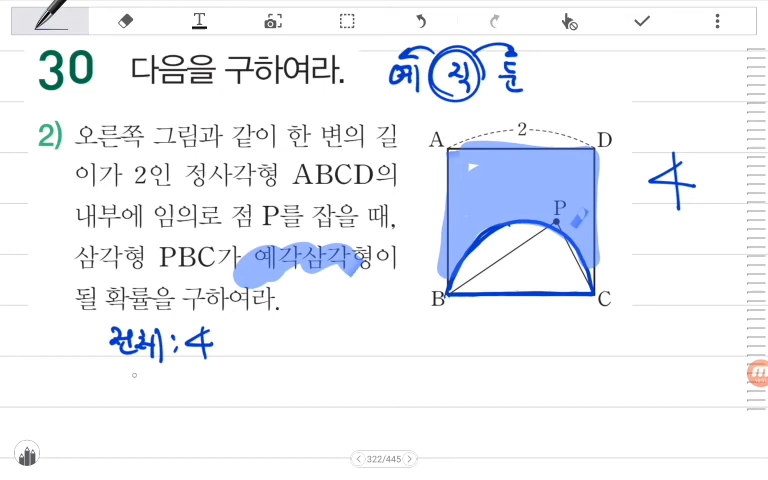 30 다음을 구하여라. 예 직 둔
2) 오른쪽 그림과 같이 한 변의 길
이가 2인 정사각형 ABCD의
내부에 임의로 점 P를 잡을 때,
삼각형 PBC가 예각삼각형이
될 확률을 구하여라.
전체 : 4
A 2 D
P
B C
4
322/445